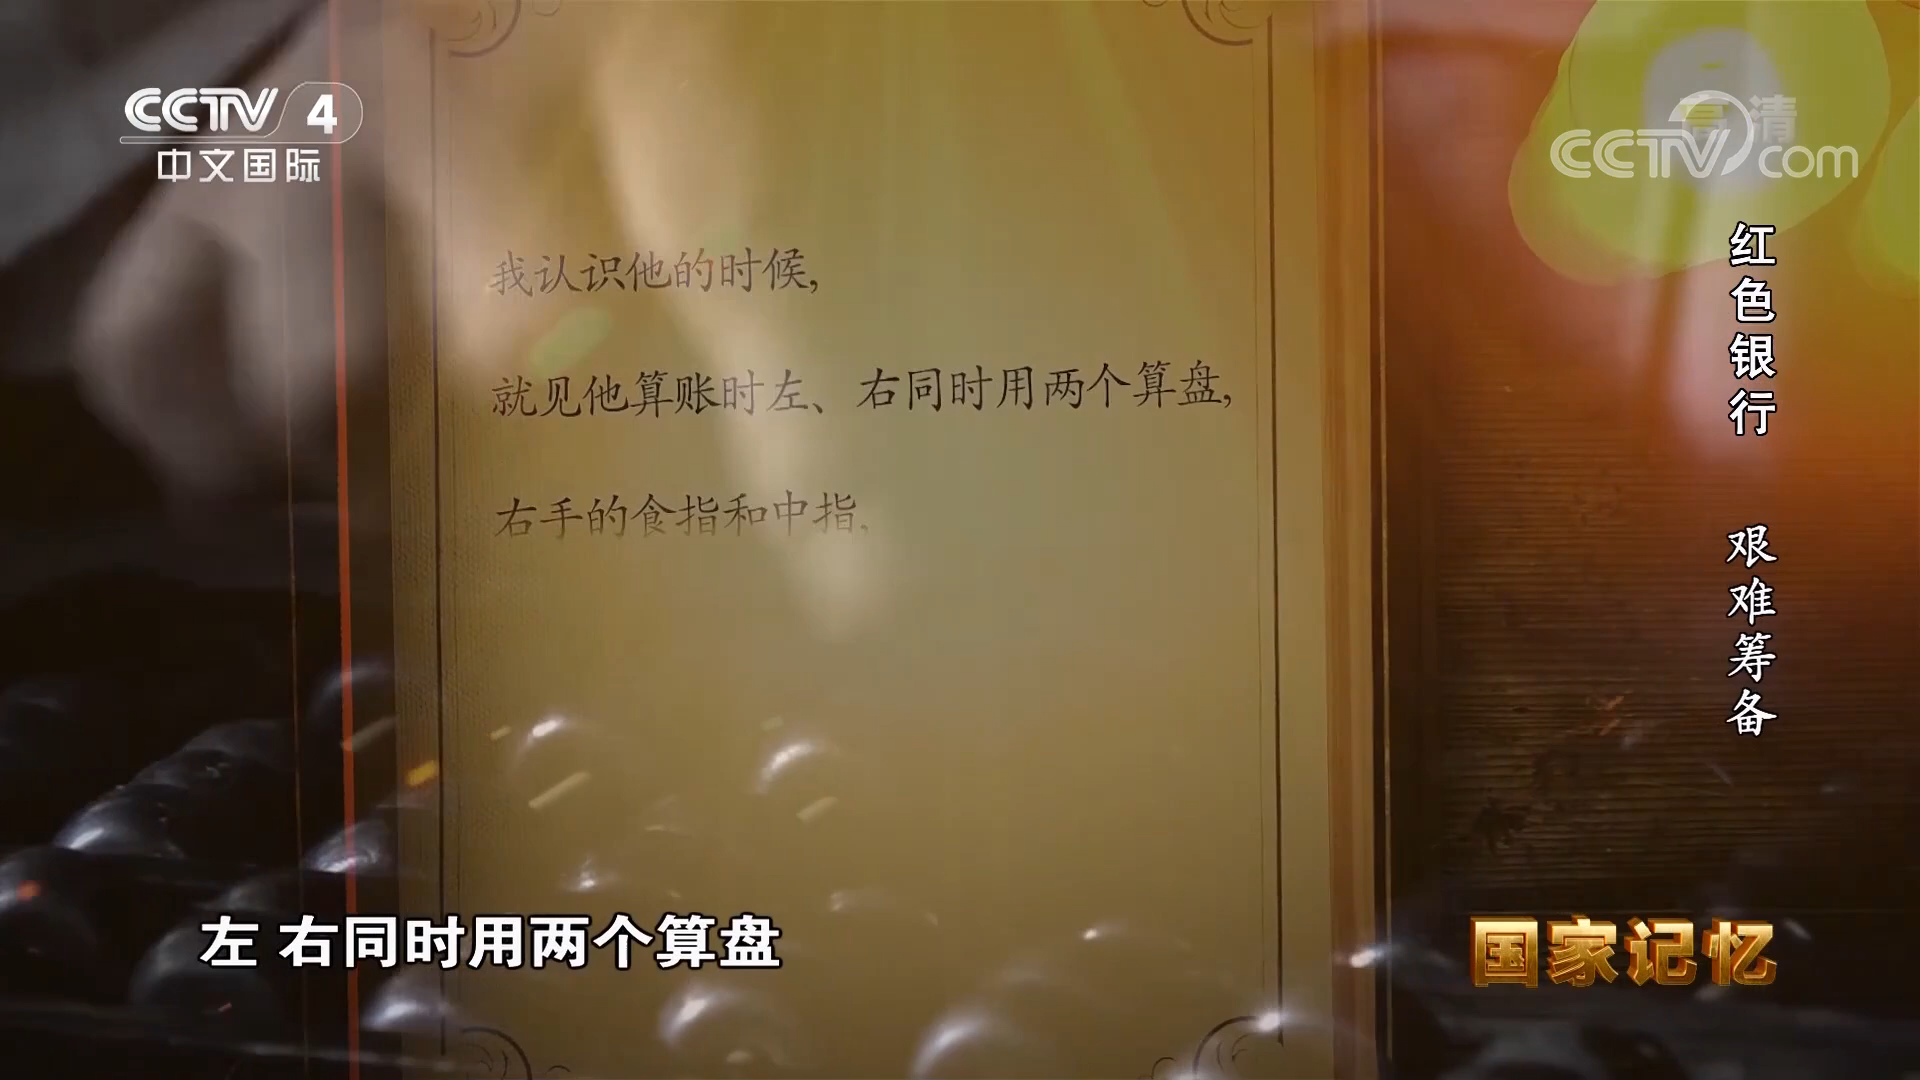 CCTV 4
中文国际
高清
CCTV com
我认识他的时候,
就见他算账时左、右同时用两个算盘,
右手的食指和中指,
红色银行 艰难筹备
左 右同时用两个算盘
国家记忆